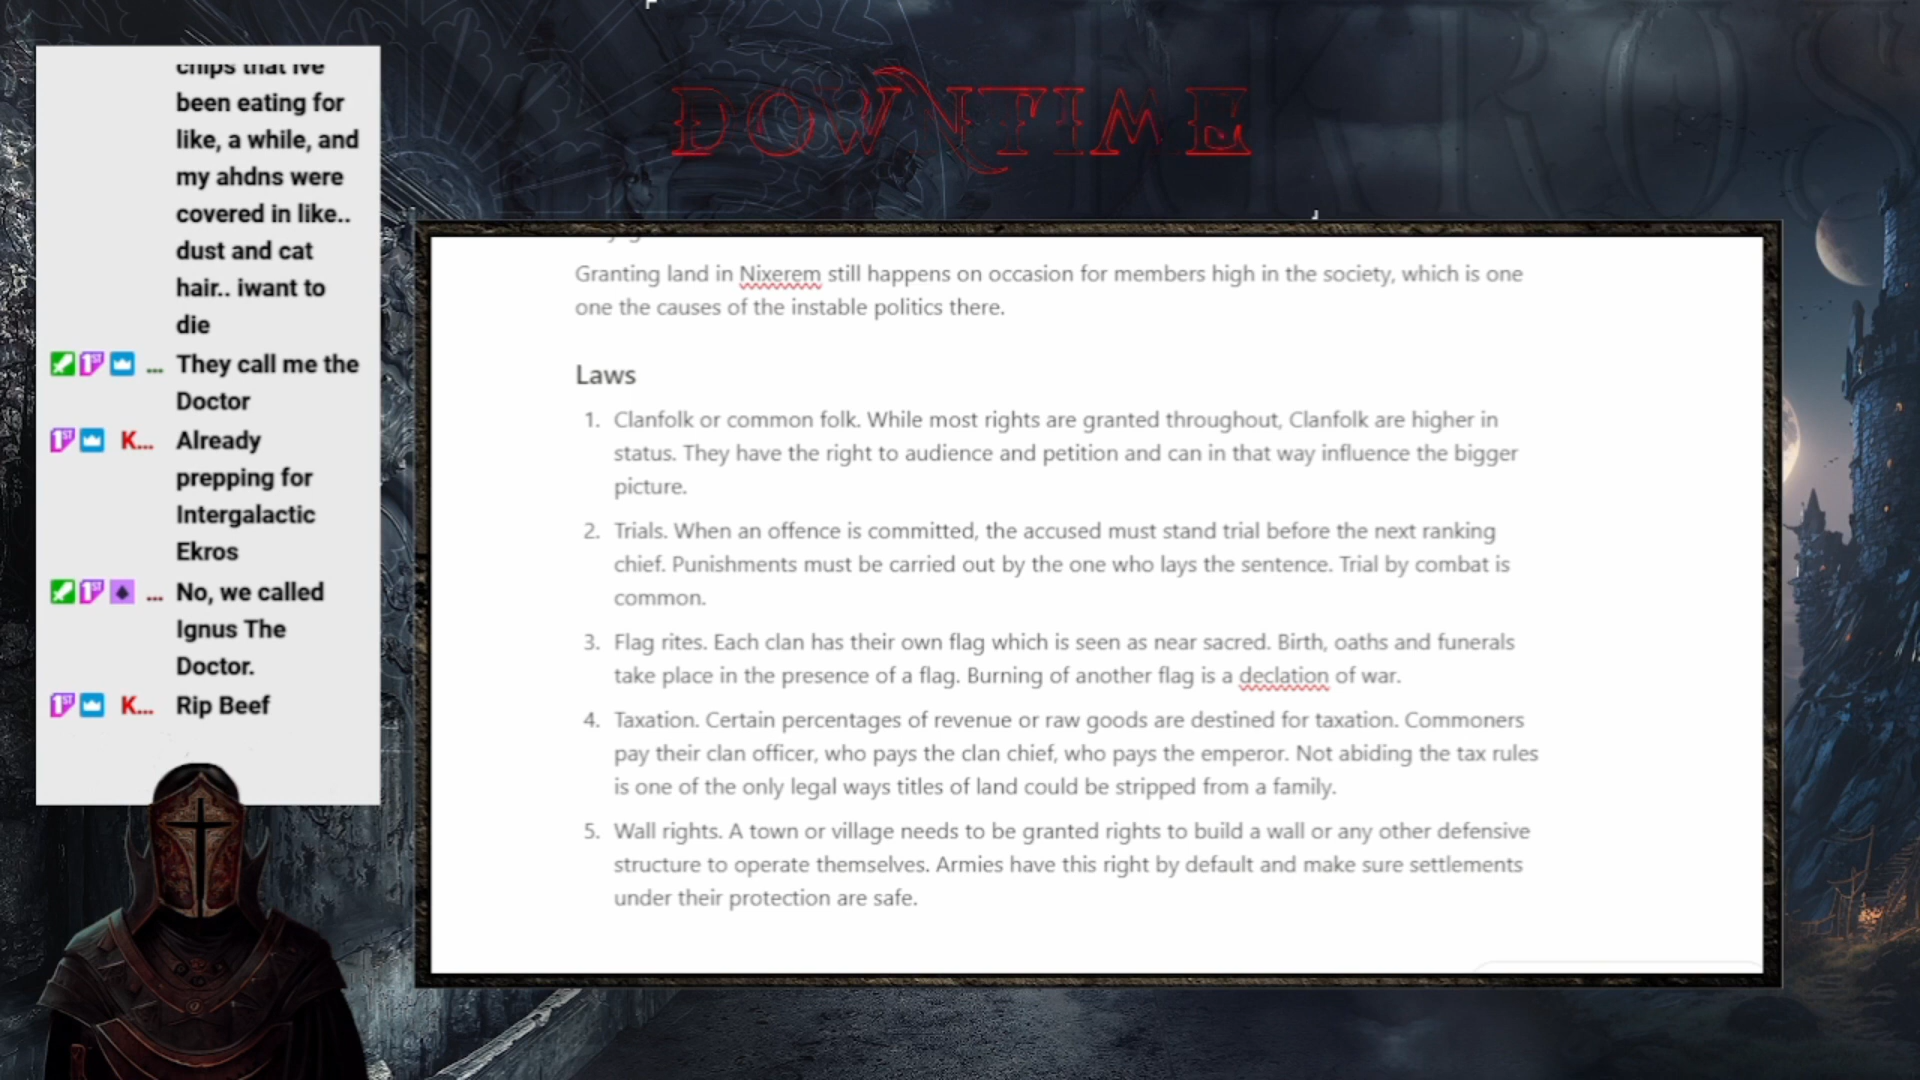 chips that ive
been eating for
like, a while, and
my ahdns were
covered in like..
dust and cat
hair.. iwant to
die
1ST ... They call me the
Doctor
1ST K... Already
prepping for
Intergalactic
Ekros
1ST ... No, we called
Ignus The
Doctor.
1ST K... Rip Beef
DOWNTIME
Granting land in Nixerem still happens on occasion for members high in the society, which is one
one the causes of the instable politics there.
Laws
1. Clanfolk or common folk. While most rights are granted throughout, Clanfolk are higher in
status. They have the right to audience and petition and can in that way influence the bigger
picture.
2. Trials. When an offence is committed, the accused must stand trial before the next ranking
chief. Punishments must be carried out by the one who lays the sentence. Trial by combat is
common.
3. Flag rites. Each clan has their own flag which is seen as near sacred. Birth, oaths and funerals
take place in the presence of a flag. Burning of another flag is a declation of war.
4. Taxation. Certain percentages of revenue or raw goods are destined for taxation. Commoners
pay their clan officer, who pays the clan chief, who pays the emperor. Not abiding the tax rules
is one of the only legal ways titles of land could be stripped from a family.
5. Wall rights. A town or village needs to be granted rights to build a wall or any other defensive
structure to operate themselves. Armies have this right by default and make sure settlements
under their protection are safe.